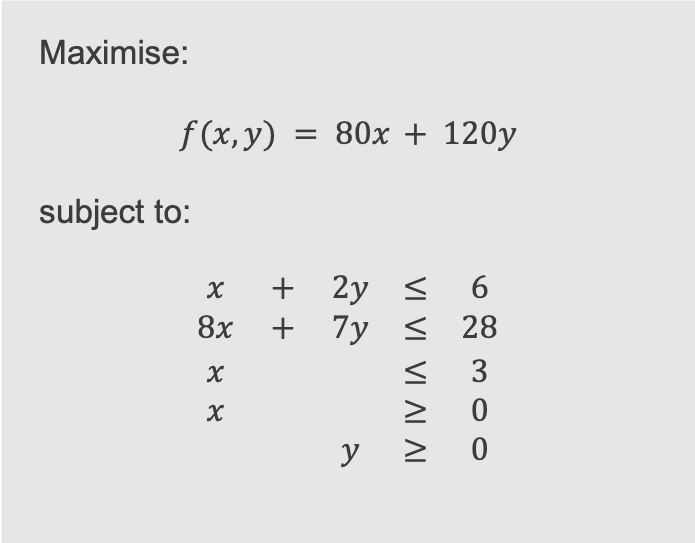 Maximise:
f(x, y) = 80x + 120y
subject to:
x + 2y ≤ 6
8x + 7y ≤ 28
x ≤ 3
x ≥ 0
y ≥ 0